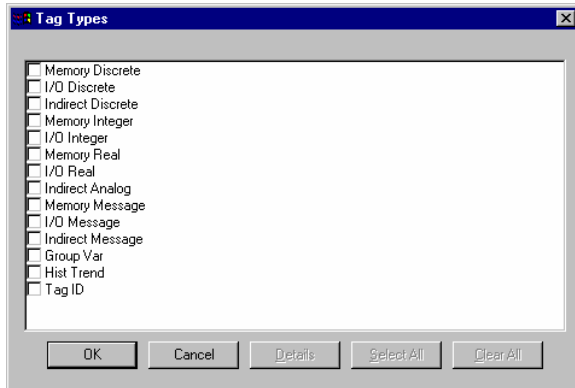 Tag Types
Memory Discrete
I/O Discrete
Indirect Discrete
Memory Integer
I/O Integer
Memory Real
I/O Real
Indirect Analog
Memory Message
I/O Message
Indirect Message
Group Var
Hist Trend
Tag ID
OK Cancel Details Select All Clear All